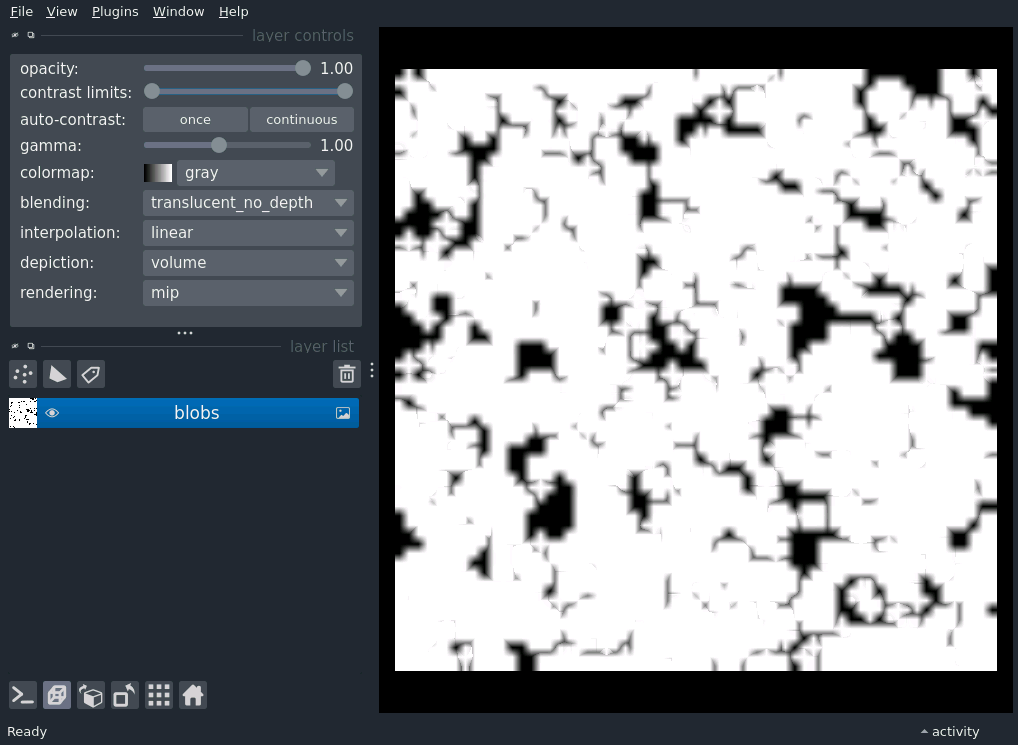 File View Plugins Window Help
layer controls
opacity: 1.00
contrast limits:
auto-contrast: once continuous
gamma: 1.00
colormap: gray
blending: translucent_no_depth
interpolation: linear
depiction: volume
rendering: mip
layer list
blobs
Ready activity